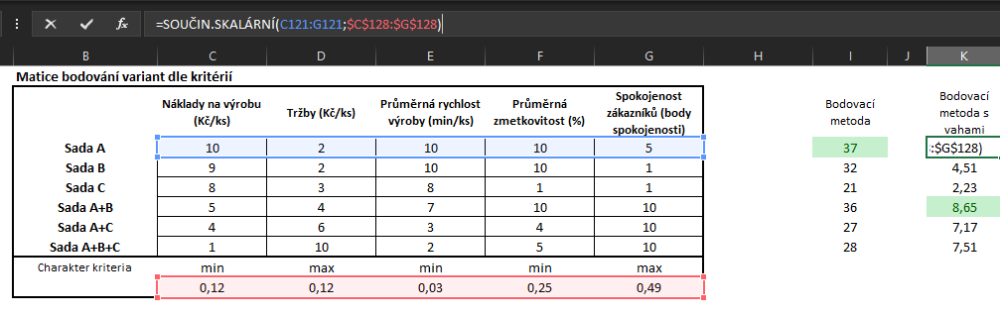 =SOUČIN.SKALÁRNÍ(C121:G121;$C$128:$G$128)
B C D E F G H I J K
Matice bodování variant dle kritérií
Náklady na výrobu (Kč/ks)
Tržby (Kč/ks)
Průměrná rychlost výroby (min/ks)
Průměrná zmetkovitost (%)
Spokojenost zákazníků (body spokojenosti)
Bodovací metoda
Bodovací metoda s vahami
Sada A 10 2 10 10 5 37 :$G$128)
Sada B 9 2 10 10 1 32 4,51
Sada C 8 3 8 1 1 21 2,23
Sada A+B 5 4 7 10 10 36 8,65
Sada A+C 4 6 3 4 10 27 7,17
Sada A+B+C 1 10 2 5 10 28 7,51
Charakter kriteria min max min min max
0,12 0,12 0,03 0,25 0,49